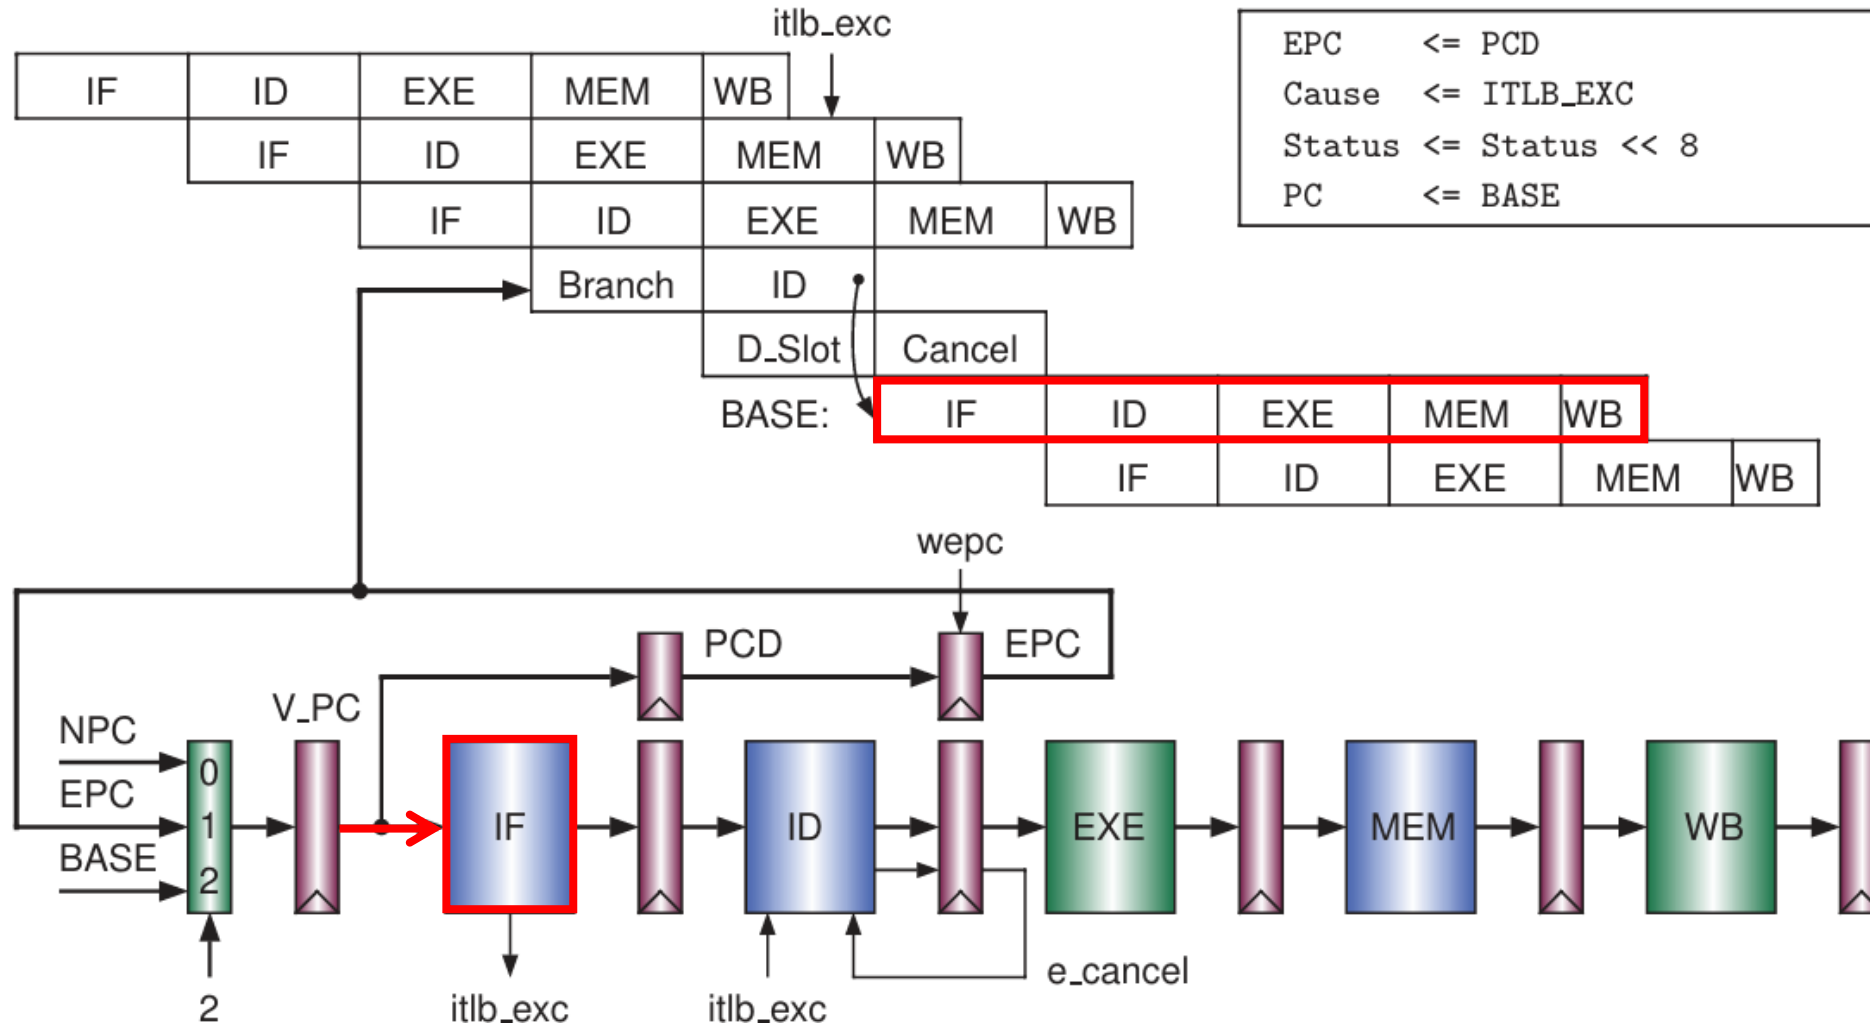 itlb_exc
IF ID EXE MEM WB
IF ID EXE MEM WB
IF ID EXE MEM WB
Branch ID
D_Slot Cancel
BASE: IF ID EXE MEM WB
IF ID EXE MEM WB
EPC <= PCD
Cause <= ITLB_EXC
Status <= Status << 8
PC <= BASE
wepc
PCD EPC
V_PC
NPC
EPC
BASE
0
1
2
IF ID EXE MEM WB
e_cancel
2 itlb_exc itlb_exc